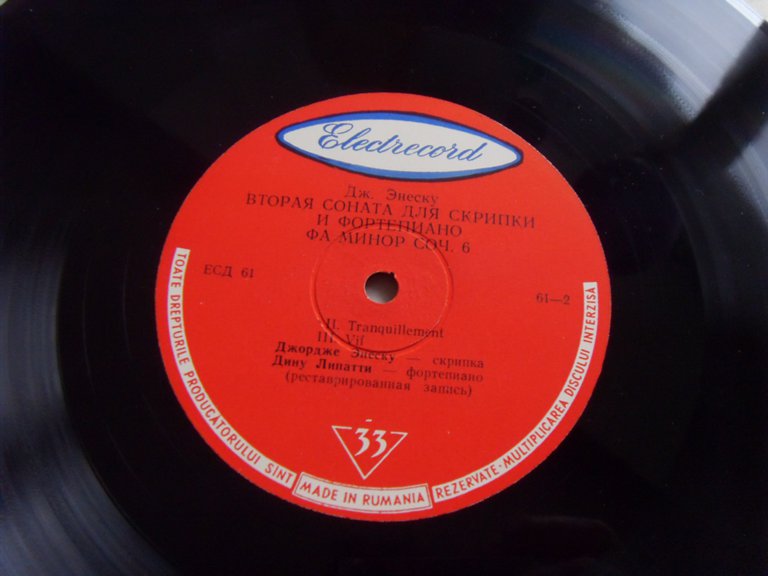 Electrecord
Дж. Энеску
ВТОРАЯ СОНАТА ДЛЯ СКРИПКИ
И ФОРТЕПИАНО
ФА МИНОР СОЧ. 6
ЕСД 61
61—2
II. Tranquillement
III. Vif
Джордже Энеску — скрипка
Дину Липатти — фортепиано
(реставрированная запись)
33
TOATE DREPTURILE PRODUCATORULUI SINT
MADE IN RUMANIA
REZERVATE·MULTIPLICAREA DISCULUI INTERZISĂ